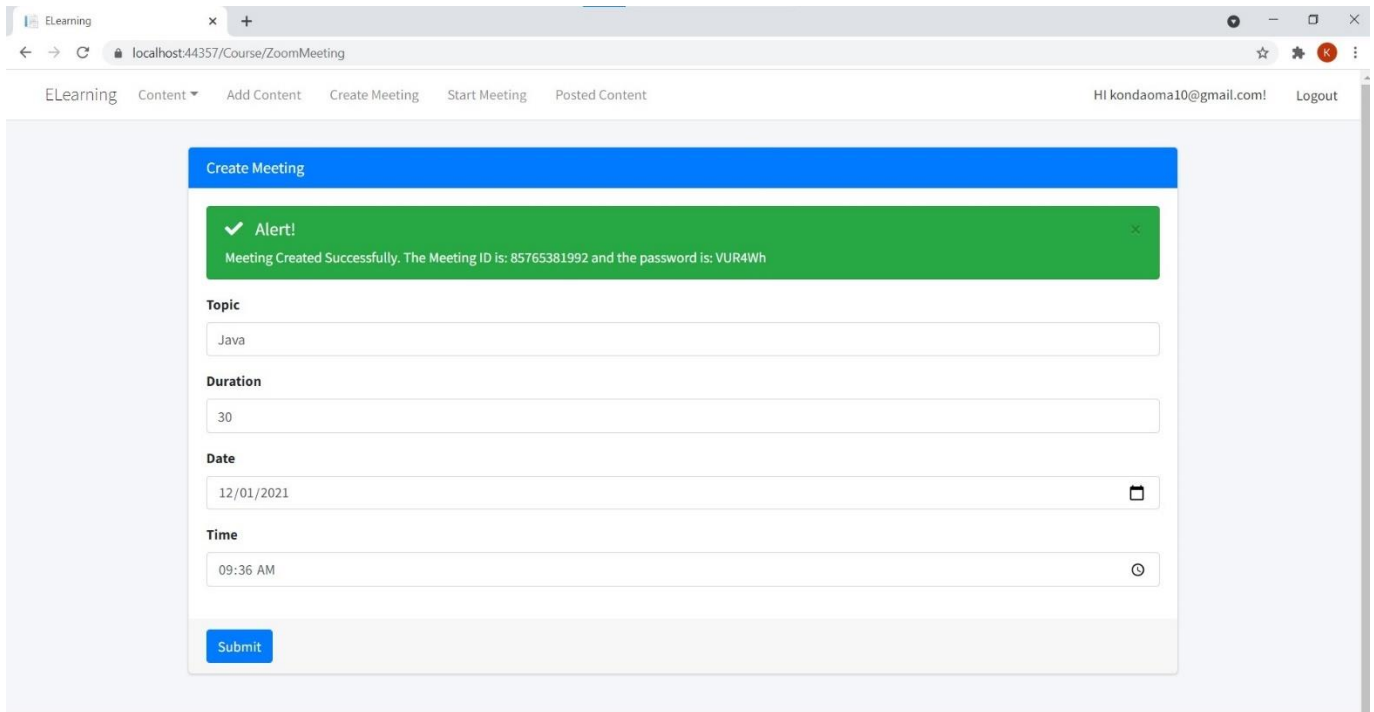 ELearning
localhost:44357/Course/ZoomMeeting
K
ELearning Content Add Content Create Meeting Start Meeting Posted Content HI kondaoma10@gmail.com! Logout
Create Meeting
Alert! ×
Meeting Created Successfully. The Meeting ID is: 85765381992 and the password is: VUR4Wh
Topic
Java
Duration
30
Date
12/01/2021
Time
09:36 AM
Submit